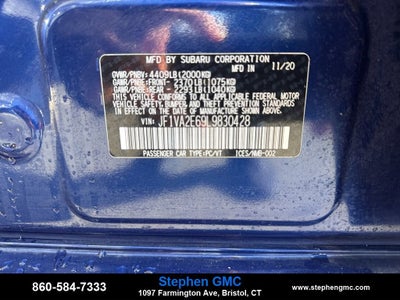 MFD BY SUBARU CORPORATION 11/20
GVWR/PNBV: 4409LB(2000KG)
GAWR/PNBE:FRONT- 2370LB(1075KG)
GAWR/PNBE:REAR - 2293LB(1040KG)
THIS VEHICLE CONFORMS TO ALL APPLICABLE FEDERAL MOTOR
VEHICLE SAFETY, BUMPER, AND THEFT PREVENTION
STANDARDS IN EFFECT ON THE DATE OF MANUFACTURE
SHOWN ABOVE.
VIN: JF1VA2E69L9830428
PASSENGER CAR TYPE:PC/VT ICES/NMB-002
860-584-7333
Stephen GMC
1097 Farmington Ave, Bristol, CT
www.stephengmc.com